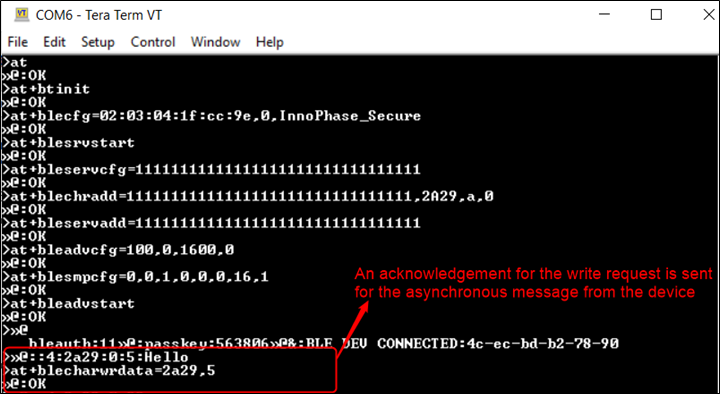 COM6 - Tera Term VT
File Edit Setup Control Window Help
>at
»@:OK
>at+btinit
»@:OK
>at+blecfg=02:03:04:1f:cc:9e,0,InnoPhase_Secure
»@:OK
>at+blesrvstart
»@:OK
>at+bleservcfg=11111111111111111111111111111111
»@:OK
>at+blechradd=11111111111111111111111111111111,2A29,a,0
»@:OK
>at+bleservadd=11111111111111111111111111111111
»@:OK
>at+bleadvcfg=100,0,1600,0
»@:OK
>at+blesmpcfg=0,0,1,0,0,0,16,1
»@:OK
>at+bleadvstart
»@:OK
>»@
bleauth:11»@:passkey:563806»@&:BLE DEV CONNECTED:4c-ec-bd-b2-78-90
>»@::4:2a29:0:5:Hello
>at+blecharwrdata=2a29,5
»@:OK
An acknowledgement for the write request is sent
for the asynchronous message from the device